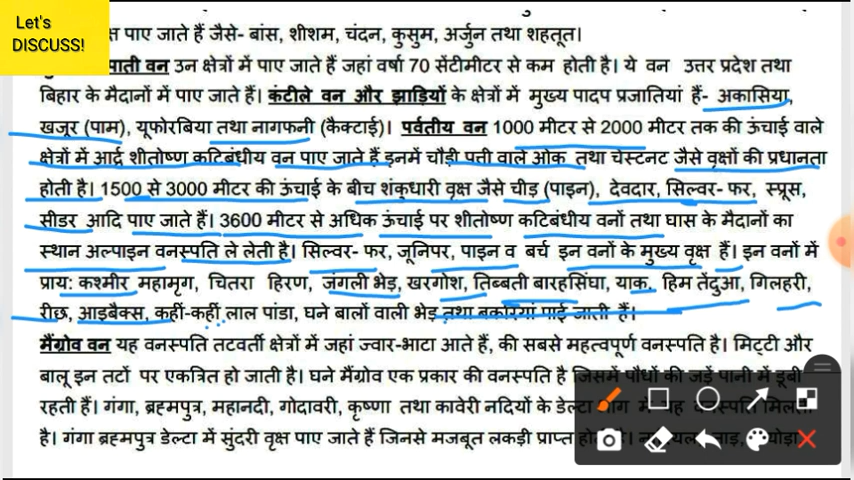 Let's
DISCUSS!
पाए जाते हैं जैसे- बांस, शीशम, चंदन, कुसुम, अर्जुन तथा शहतूत।
पाती वन उन क्षेत्रों में पाए जाते हैं जहां वर्षा 70 सेंटीमीटर से कम होती है। ये वन उत्तर प्रदेश तथा
बिहार के मैदानों में पाए जाते हैं। कंटीले वन और झाड़ियों के क्षेत्रों में मुख्य पादप प्रजातियां हैं- अकासिया,
खजूर (पाम), यूफोरबिया तथा नागफनी (कैक्टाई)। पर्वतीय वन 1000 मीटर से 2000 मीटर तक की ऊंचाई वाले
क्षेत्रों में आर्द्र शीतोष्ण कटिबंधीय वन पाए जाते हैं इनमें चौड़ी पत्ती वाले ओक तथा चेस्टनट जैसे वृक्षों की प्रधानता
होती है। 1500 से 3000 मीटर की ऊंचाई के बीच शंकुधारी वृक्ष जैसे चीड़ (पाइन), देवदार, सिल्वर- फर, स्प्रूस,
सीडर आदि पाए जाते हैं। 3600 मीटर से अधिक ऊंचाई पर शीतोष्ण कटिबंधीय वनों तथा घास के मैदानों का
स्थान अल्पाइन वनस्पति ले लेती है। सिल्वर- फर, जूनिपर, पाइन व बर्च इन वनों के मुख्य वृक्ष हैं। इन वनों में
प्राय: कश्मीर महामृग, चितरा हिरण, जंगली भेड़, खरगोश, तिब्बती बारहसिंघा, याक, हिम तेंदुआ, गिलहरी,
रीछ, आइबैक्स, कहीं-कहीं लाल पांडा, घने बालों वाली भेड़ तथा बकरियां पाई जाती हैं।
मैंग्रोव वन यह वनस्पति तटवर्ती क्षेत्रों में जहां ज्वार-भाटा आते हैं, की सबसे महत्वपूर्ण वनस्पति है। मिट्टी और
बालू इन तटों पर एकत्रित हो जाती है। घने मैंग्रोव एक प्रकार की वनस्पति है जिसमें पौधों की जड़ें पानी में डूबी
रहती हैं। गंगा, ब्रह्मपुत्र, महानदी, गोदावरी, कृष्णा तथा कावेरी नदियों के डेल्टा
है। गंगा ब्रह्मपुत्र डेल्टा में सुंदरी वृक्ष पाए जाते हैं जिनसे मजबूत लकड़ी प्राप्त